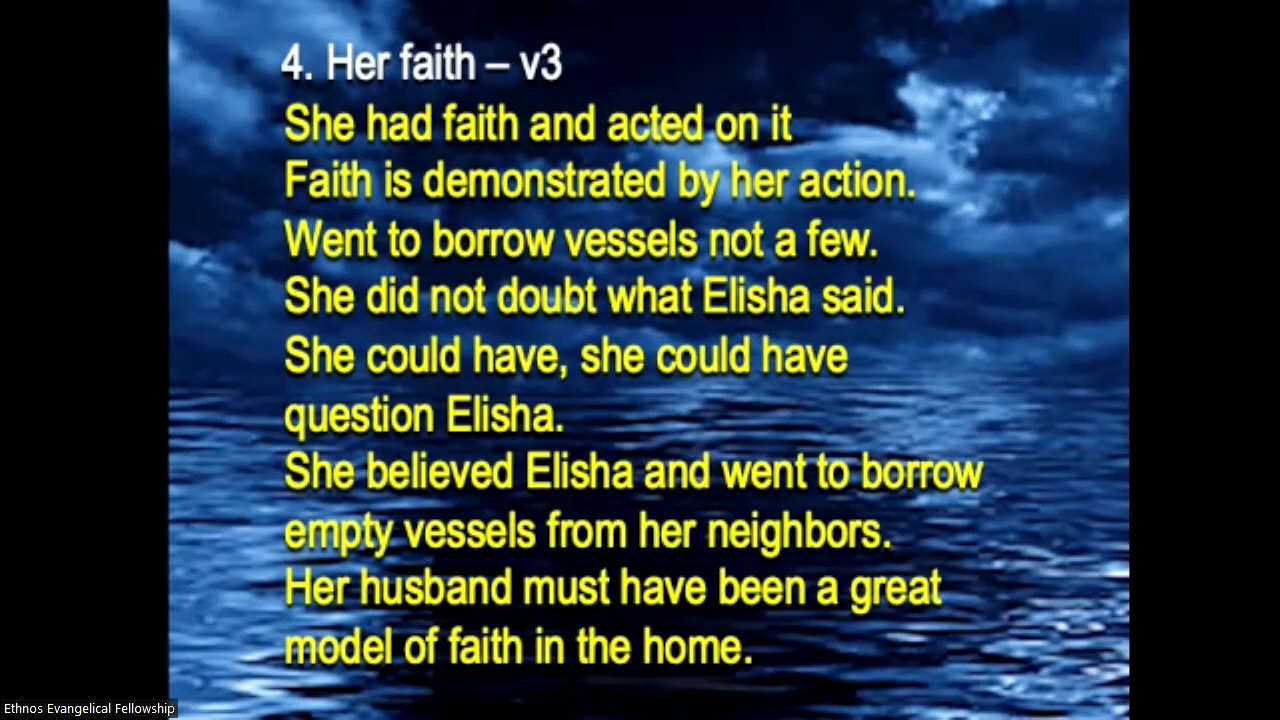 4. Her faith – v3
She had faith and acted on it
Faith is demonstrated by her action.
Went to borrow vessels not a few.
She did not doubt what Elisha said.
She could have, she could have
question Elisha.
She believed Elisha and went to borrow
empty vessels from her neighbors.
Her husband must have been a great
model of faith in the home.
Ethnos Evangelical Fellowship